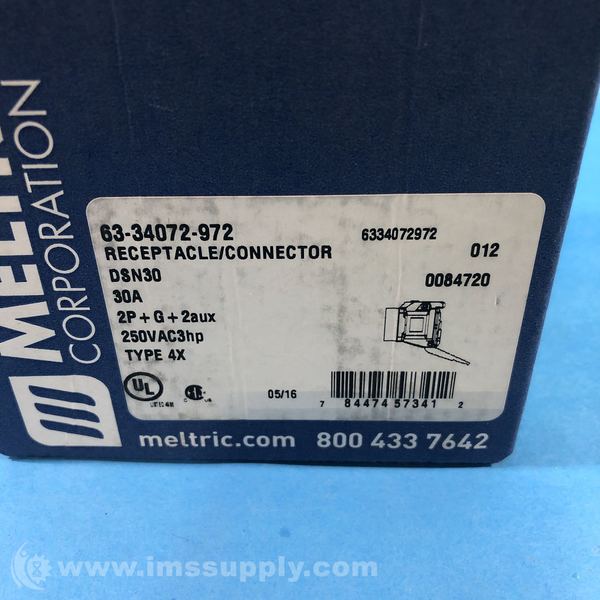 MELTRIC
CORPORATION
63-34072-972
6334072972
RECEPTACLE/CONNECTOR
012
DSN30
0084720
30A
2P+G+2aux
250VAC3hp
TYPE 4X
UL
05/16
7 84474 57341 2
meltric.com 800 433 7642
www.imssupply.com